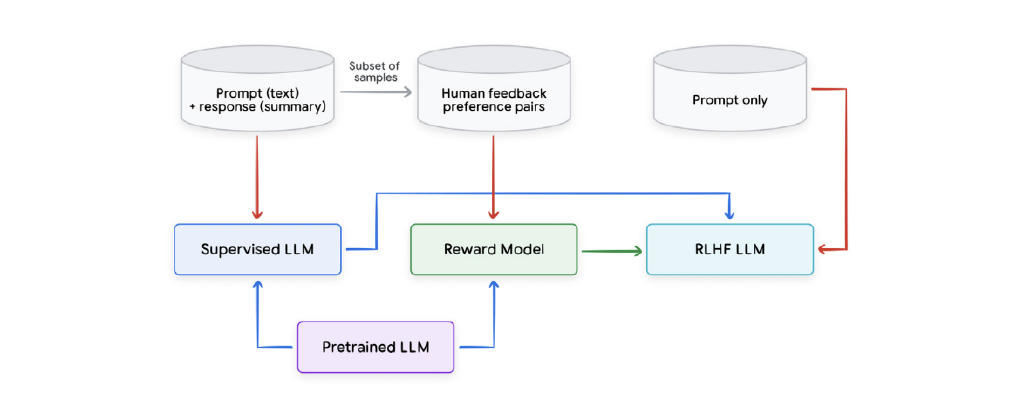 Subset of
samples
Prompt (text)
+ response (summary)
Human feedback
preference pairs
Prompt only
Supervised LLM
Reward Model
RLHF LLM
Pretrained LLM